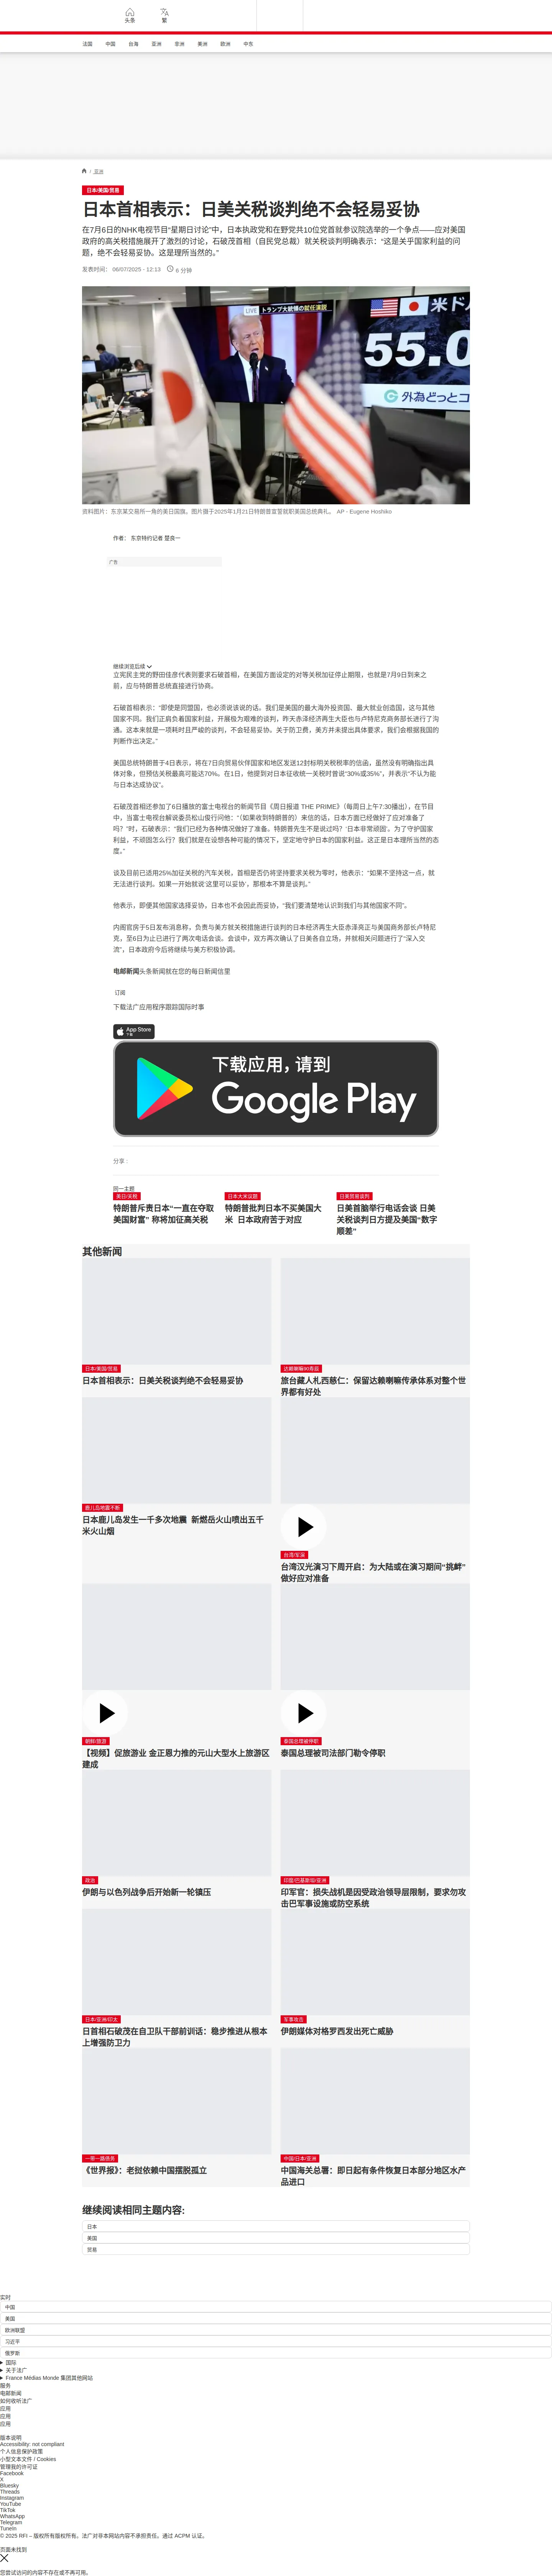 头条
繁
法国
中国
台海
亚洲
非洲
美洲
欧洲
中东
/ 亚洲
日本/美国/贸易
日本首相表示：日美关税谈判绝不会轻易妥协
在7月6日的NHK电视节目“星期日讨论”中，日本执政党和在野党共10位党首就参议院选举的一个争点——应对美国
政府的高关税措施展开了激烈的讨论，石破茂首相（自民党总裁）就关税谈判明确表示：“这是关乎国家利益的问
题，绝不会轻易妥协。这是理所当然的。”
发表时间： 06/07/2025 - 12:13
6 分钟
LIVE トランプ大統領の就任演説
米日本
55.0
外為どっとコ
资料图片：东京某交易所一角的美日国旗。图片摄于2025年1月21日特朗普宣誓就职美国总统典礼。 AP - Eugene Hoshiko
作者： 东京特约记者 楚良一
广告
继续浏览后续
立宪民主党的野田佳彦代表则要求石破首相，在美国方面设定的对等关税加征停止期限，也就是7月9日到来之
前，应与特朗普总统直接进行协商。
石破首相表示：“即使是同盟国，也必须说该说的话。我们是美国的最大海外投资国、最大就业创造国，这与其他
国家不同。我们正肩负着国家利益，开展极为艰难的谈判，昨天赤泽经济再生大臣也与卢特尼克商务部长进行了沟
通。这本来就是一项耗时且严峻的谈判，不会轻易妥协。关于防卫费，美方并未提出具体要求，我们会根据我国的
判断作出决定。”
美国总统特朗普于4日表示，将在7日向贸易伙伴国家和地区发送12封标明关税税率的信函，虽然没有明确指出具
体对象，但预估关税最高可能达70%。在1日，他提到对日本征收统一关税时曾说“30%或35%”，并表示“不认为能
与日本达成协议”。
石破茂首相还参加了6日播放的富士电视台的新闻节目《周日报道 THE PRIME》（每周日上午7:30播出），在节目
中，当富士电视台解说委员松山俊行问他：“（如果收到特朗普的）来信的话，日本方面已经做好了应对准备了
吗？”时，石破表示：“我们已经为各种情况做好了准备。特朗普先生不是说过吗？‘日本非常顽固’。为了守护国家
利益，不顽固怎么行？我们就是在设想各种可能的情况下，坚定地守护日本的国家利益。这正是日本理所当然的态
度。”
谈及目前已适用25%加征关税的汽车关税，首相是否仍将坚持要求关税为零时，他表示：“如果不坚持这一点，就
无法进行谈判。如果一开始就说‘这里可以妥协’，那根本不算是谈判。”
他表示，即便其他国家选择妥协，日本也不会因此而妥协，“我们要清楚地认识到我们与其他国家不同”。
内阁官房于5日发布消息称，负责与美方就关税措施进行谈判的日本经济再生大臣赤泽亮正与美国商务部长卢特尼
克，至6日为止已进行了两次电话会谈。会谈中，双方再次确认了日美各自立场，并就相关问题进行了“深入交
流”，日本政府今后将继续与美方积极协调。
电邮新闻头条新闻就在您的每日新闻信里
订阅
下载法广应用程序跟踪国际时事
App Store
下载
下载应用，请到
Google Play
分享 :
同一主题
美日/关税
特朗普斥责日本“一直在夺取
美国财富” 称将加征高关税
日本大米议题
特朗普批判日本不买美国大
米 日本政府苦于对应
日美贸易谈判
日美首脑举行电话会谈 日美
关税谈判日方提及美国“数字
顺差”
其他新闻
日本/美国/贸易
日本首相表示：日美关税谈判绝不会轻易妥协
达赖喇嘛90寿辰
旅台藏人札西慈仁：保留达赖喇嘛传承体系对整个世
界都有好处
鹿儿岛地震不断
日本鹿儿岛发生一千多次地震 新燃岳火山喷出五千
米火山烟
台湾/军演
台湾汉光演习下周开启：为大陆或在演习期间“挑衅”
做好应对准备
朝鲜/旅游
【视频】促旅游业 金正恩力推的元山大型水上旅游区
建成
泰国总理被停职
泰国总理被司法部门勒令停职
政治
伊朗与以色列战争后开始新一轮镇压
印度/巴基斯坦/亚洲
印军官：损失战机是因受政治领导层限制，要求勿攻
击巴军事设施或防空系统
日本/亚洲/印太
日首相石破茂在自卫队干部前训话：稳步推进从根本
上增强防卫力
军事攻击
伊朗媒体对格罗西发出死亡威胁
一带一路债务
《世界报》：老挝依赖中国摆脱孤立
中国/日本/亚洲
中国海关总署：即日起有条件恢复日本部分地区水产
品进口
继续阅读相同主题内容:
日本
美国
贸易
实时
中国
美国
欧洲联盟
习近平
俄罗斯
国际
关于法广
France Médias Monde 集团其他网站
服务
电邮新闻
如何收听法广
应用
应用
应用
版本说明
Accessibility: not compliant
个人信息保护政策
小型文本文件 / Cookies
管理我的许可证
Facebook
X
Bluesky
Threads
Instagram
YouTube
TikTok
WhatsApp
Telegram
TuneIn
© 2025 RFI – 版权所有版权所有。法广对非本网站内容不承担责任。通过 ACPM 认证。
页面未找到
您尝试访问的内容不存在或不再可用。